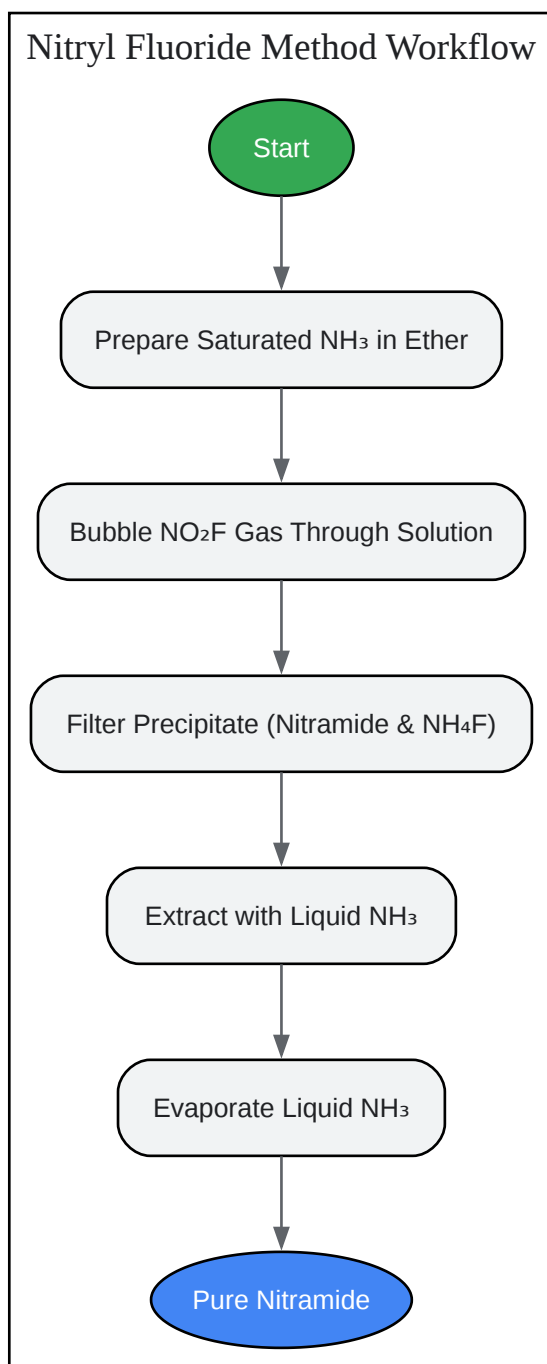 Nitryl Fluoride Method Workflow
Start
Prepare Saturated NH₃ in Ether
Bubble NO₂F Gas Through Solution
Filter Precipitate (Nitramide & NH₄F)
Extract with Liquid NH₃
Evaporate Liquid NH₃
Pure Nitramide